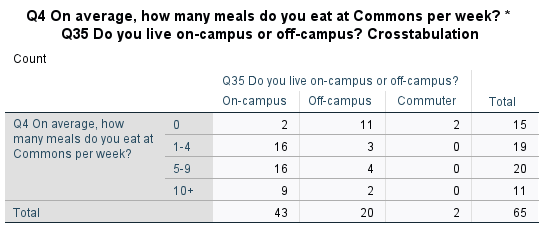 Q4 On average, how many meals do you eat at Commons per week? *
Q35 Do you live on-campus or off-campus? Crosstabulation
Count
Q35 Do you live on-campus or off-campus?
On-campus Off-campus Commuter Total
Q4 On average, how
many meals do you eat at
Commons per week?
0 2 11 2 15
1-4 16 3 0 19
5-9 16 4 0 20
10+ 9 2 0 11
Total 43 20 2 65